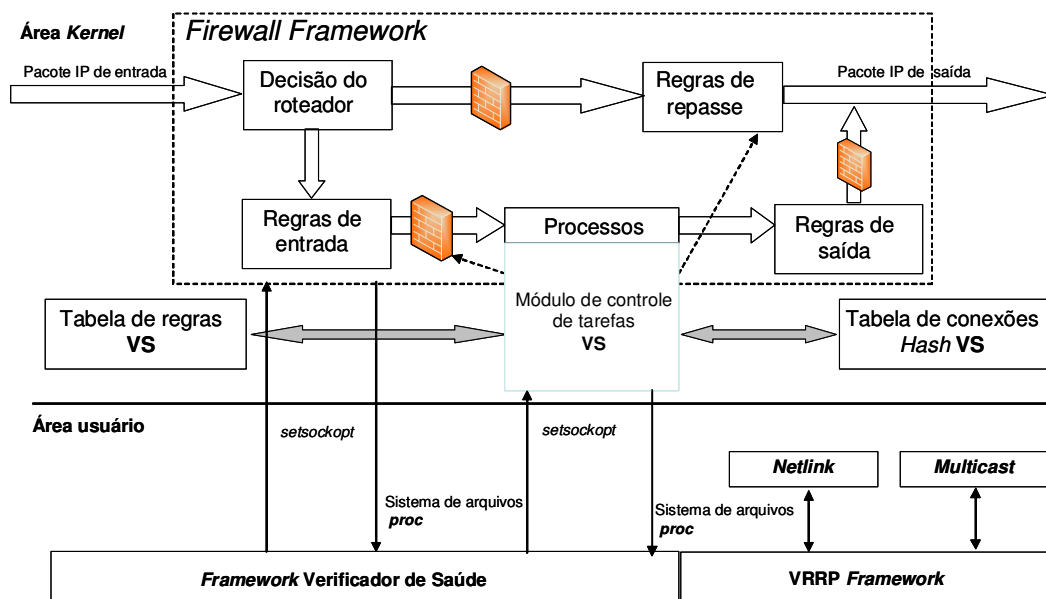 Área Kernel
Firewall Framework
Pacote IP de entrada
Decisão do
roteador
Regras de
repasse
Pacote IP de saída
Regras de
entrada
Processos
Regras de
saída
Módulo de controle
de tarefas
VS
Tabela de regras
VS
Tabela de conexões
Hash VS
Área usuário
setsockopt
setsockopt
Netlink
Multicast
Sistema de arquivos
proc
Sistema de arquivos
proc
Framework Verificador de Saúde
VRRP Framework